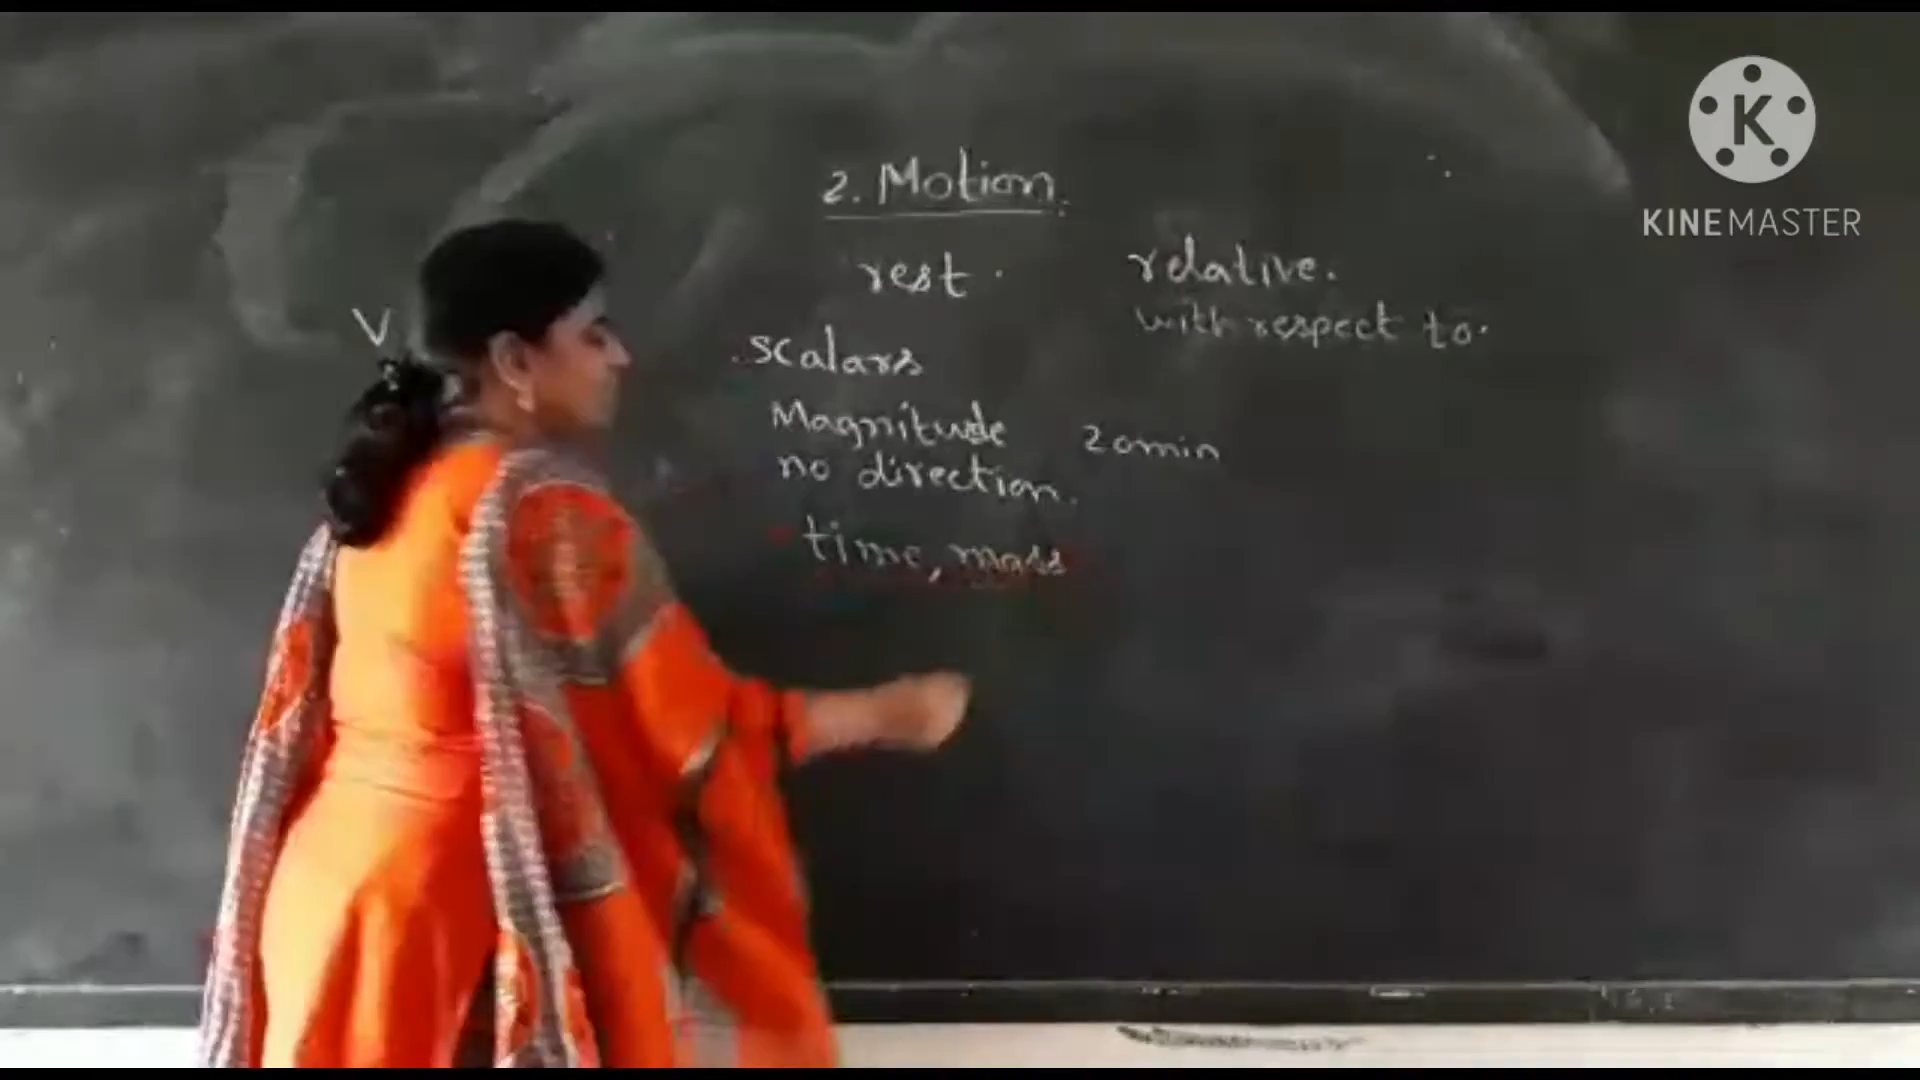 2. Motion.
rest. relative.
with respect to.
V
scalars
Magnitude 20min
no direction.
time, mass
K
KINEMASTER